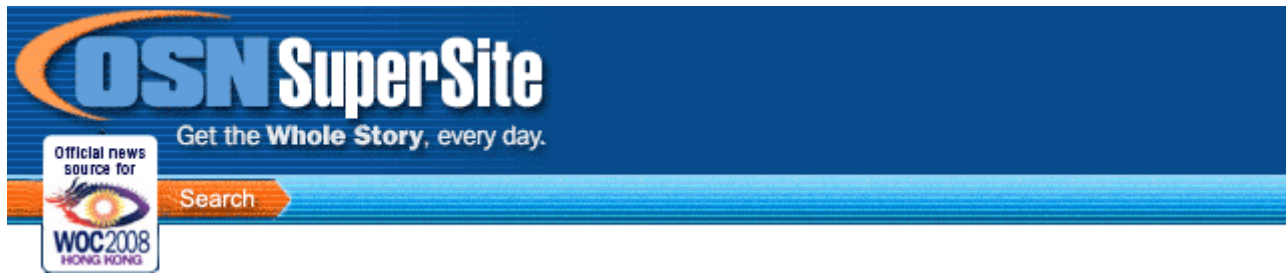 OSN SuperSite
Get the Whole Story, every day.
Official news
source for
Search
WOC2008
HONG KONG